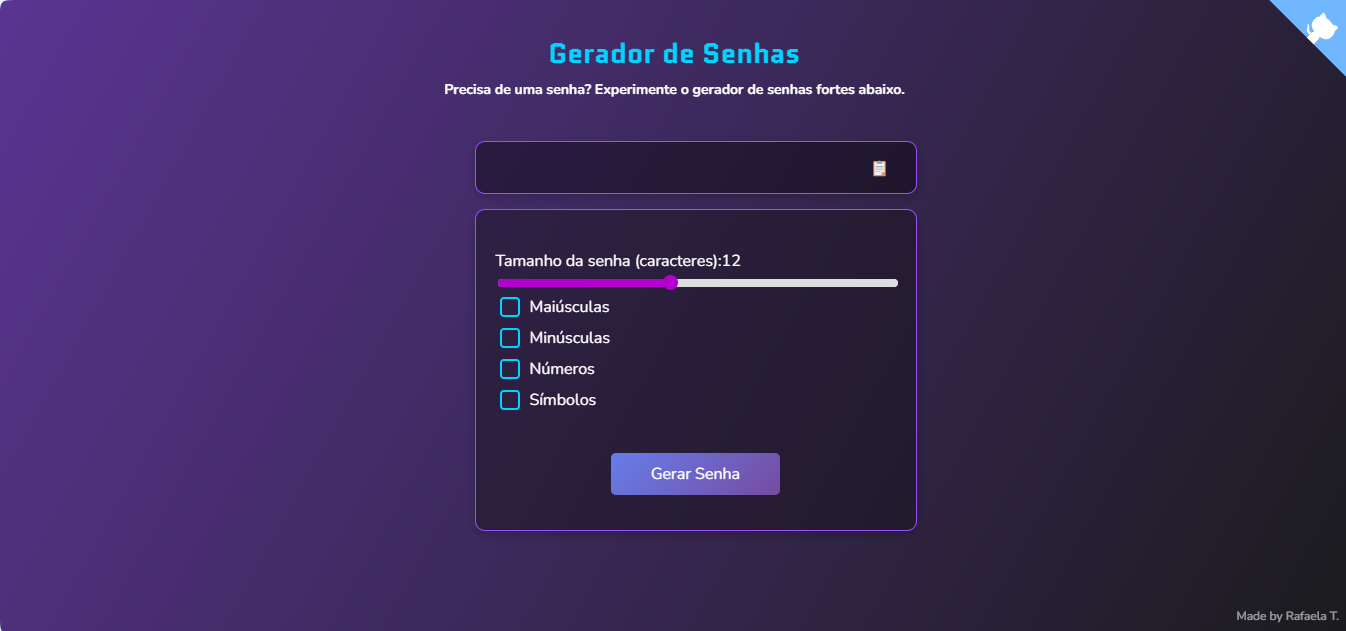 Gerador de Senhas
Precisa de uma senha? Experimente o gerador de senhas fortes abaixo.
Tamanho da senha (caracteres):12
Maiúsculas
Minúsculas
Números
Símbolos
Gerar Senha
Made by Rafaela T.